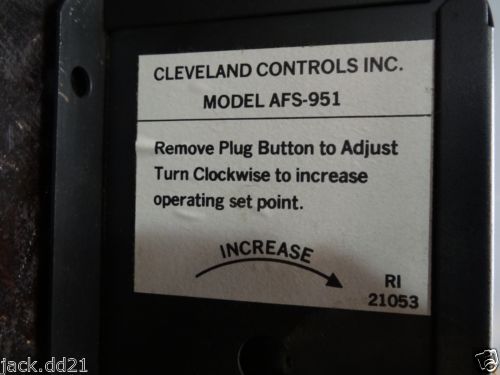 CLEVELAND CONTROLS INC.
MODEL AFS-951
Remove Plug Button to Adjust
Turn Clockwise to increase
operating set point.
INCREASE
RI
21053
jack.dd21